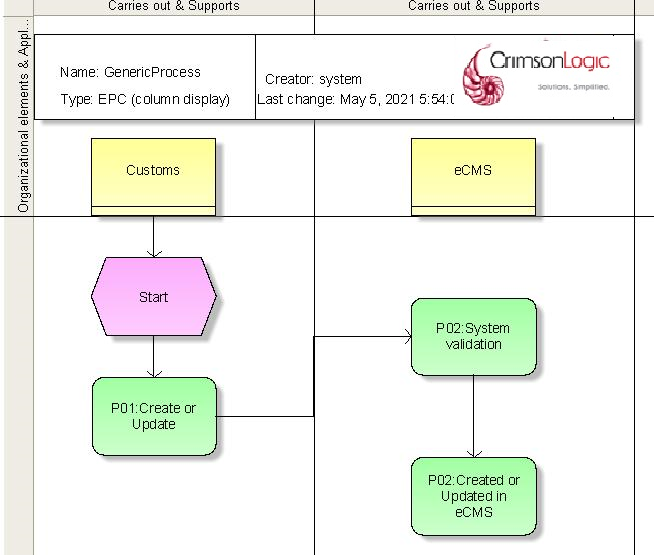 Carries out & Supports
Carries out & Supports
Organizational elements & Appl...
Name: GenericProcess
Type: EPC (column display)
Creator: system
Last change: May 5, 2021 5:54:0
CrimsonLogic
Solutions, Simplified.
Customs
eCMS
Start
P01:Create or
Update
P02:System
validation
P02:Created or
Updated in
eCMS